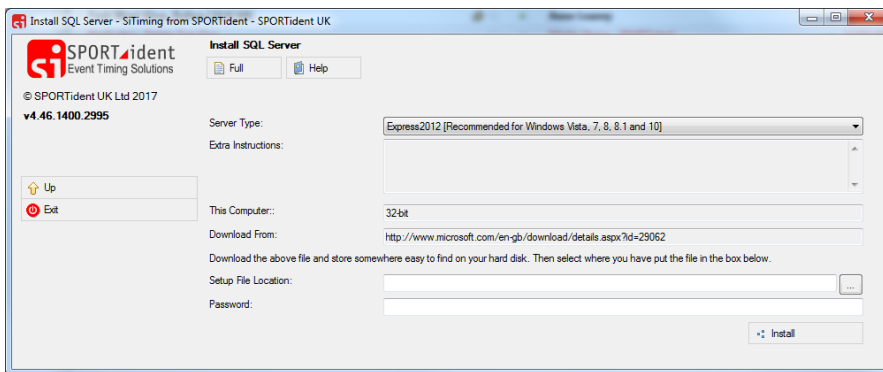 Install SQL Server - SiTiming from SPORTident - SPORTident UK
SPORTident
Event Timing Solutions
© SPORTident UK Ltd 2017
v4.46.1400.2995
Up
Exit
Install SQL Server
Full
Help
Server Type:
Express2012 [Recommended for Windows Vista, 7, 8, 8.1 and 10]
Extra Instructions:
This Computer::
32-bit
Download From:
http://www.microsoft.com/en-gb/download/details.aspx?id=29062
Download the above file and store somewhere easy to find on your hard disk. Then select where you have put the file in the box below.
Setup File Location:
...
Password:
Install